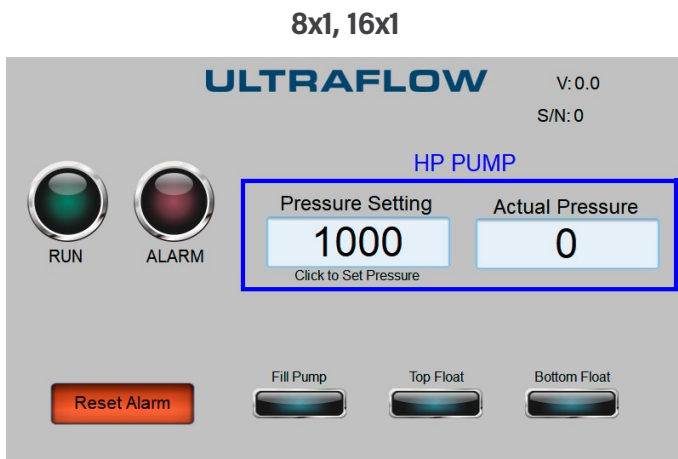 8x1, 16x1
ULTRAFLOW
V: 0.0
S/N: 0
HP PUMP
Pressure Setting
Actual Pressure
1000
0
Click to Set Pressure
RUN
ALARM
Fill Pump
Top Float
Bottom Float
Reset Alarm